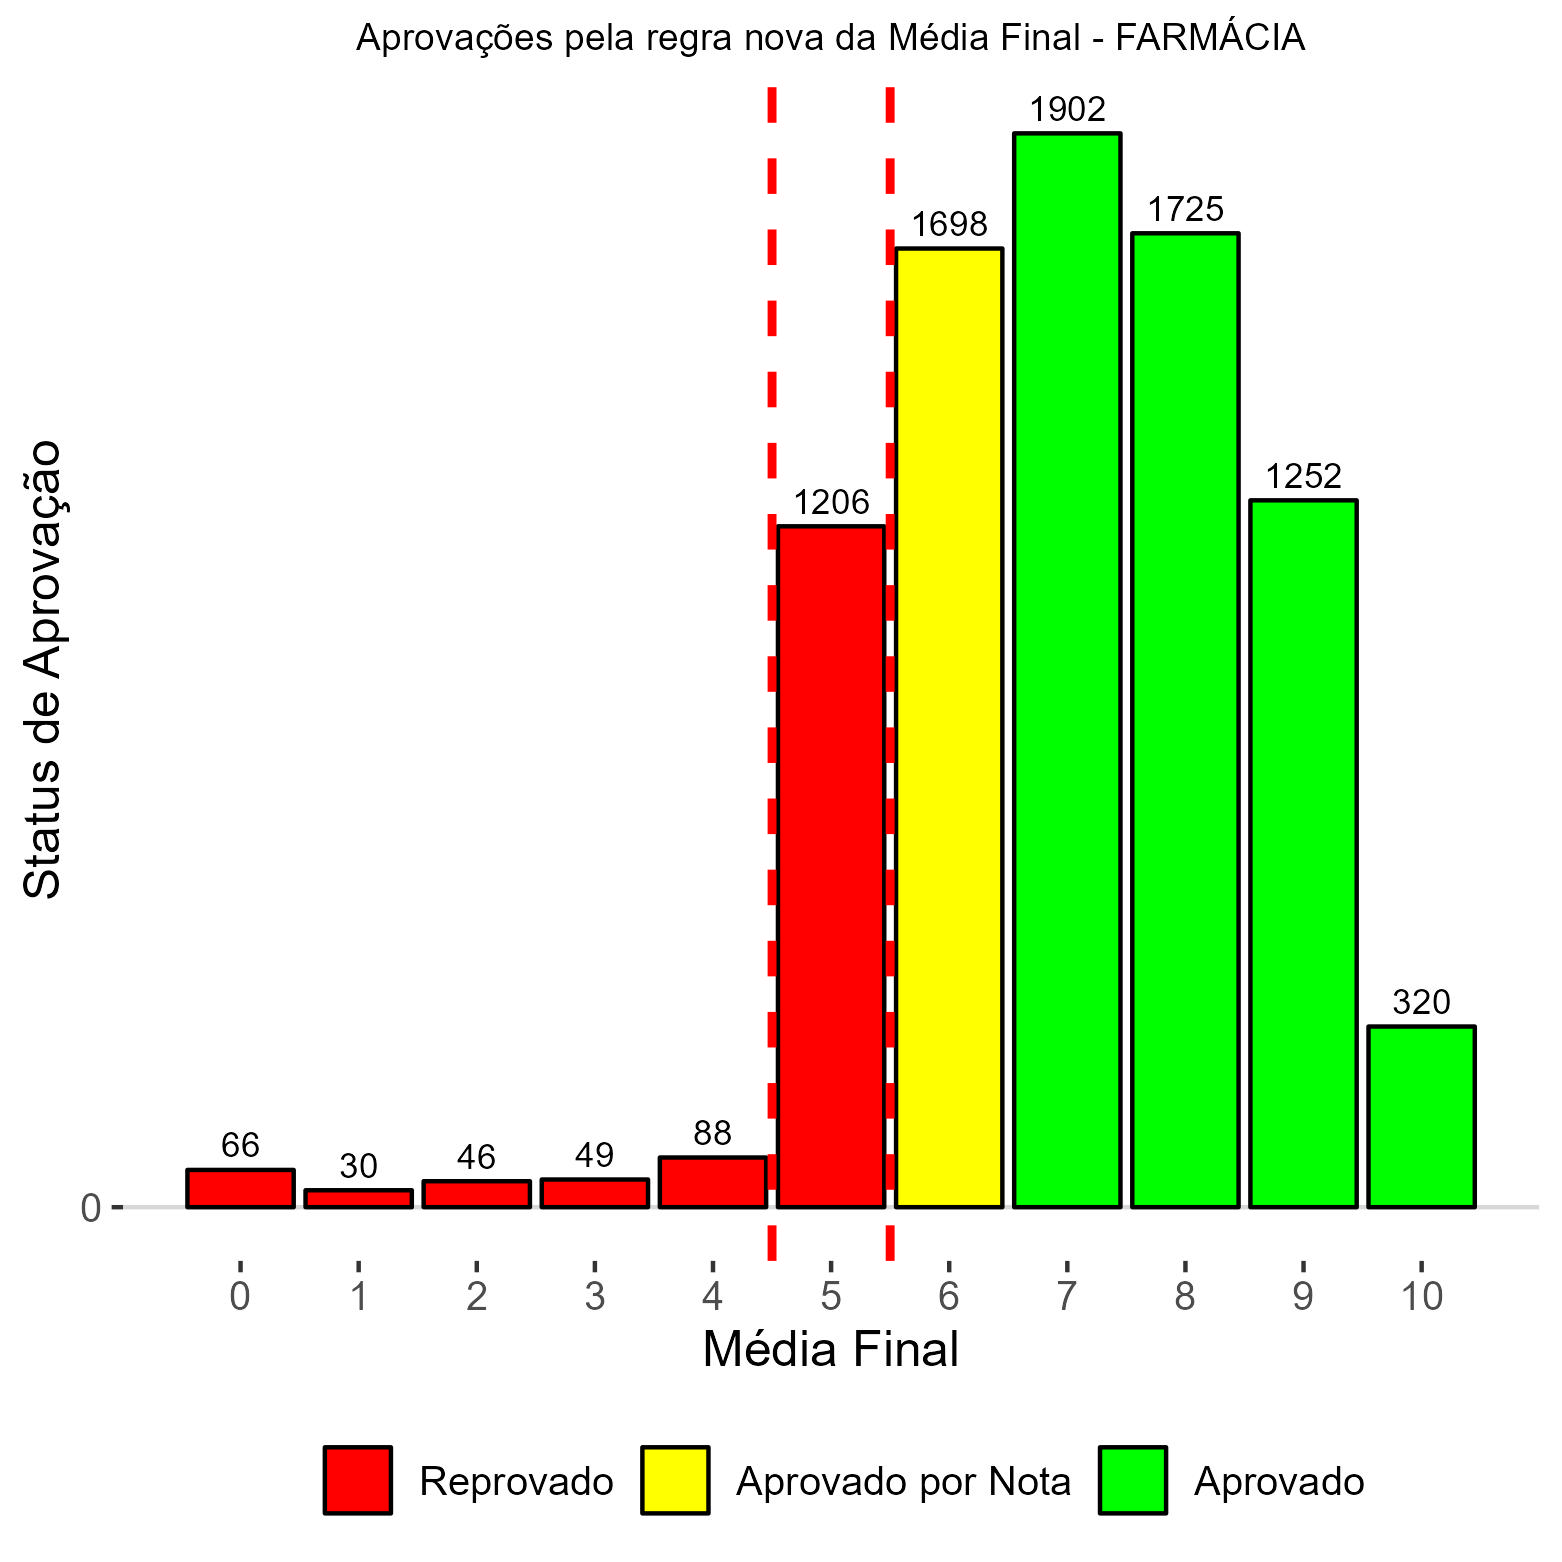 Aprovações pela regra nova da Média Final - FARMÁCIA
1902
1725
1698
1252
1206
320
88
66
49
46
30
Status de Aprovação
0
0 1 2 3 4 5 6 7 8 9 10
Média Final
Reprovado Aprovado por Nota Aprovado